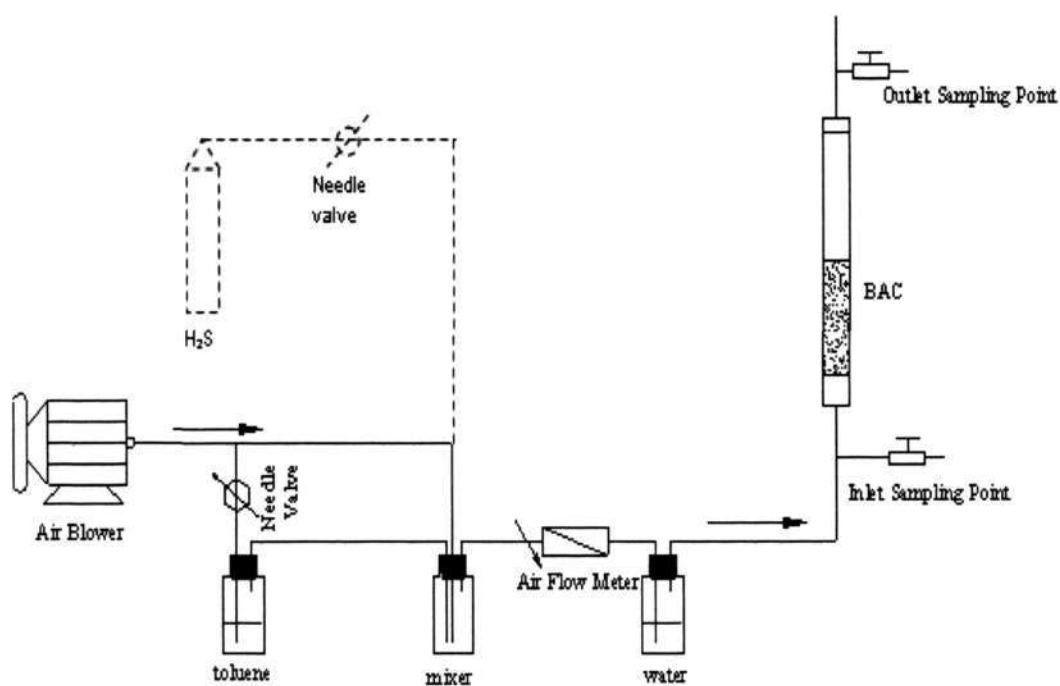 Outlet Sampling Point
Needle
valve
BAC
H₂S
Needle
Valve
Inlet Sampling Point
Air Blower
Air Flow Meter
toluene
mixer
water